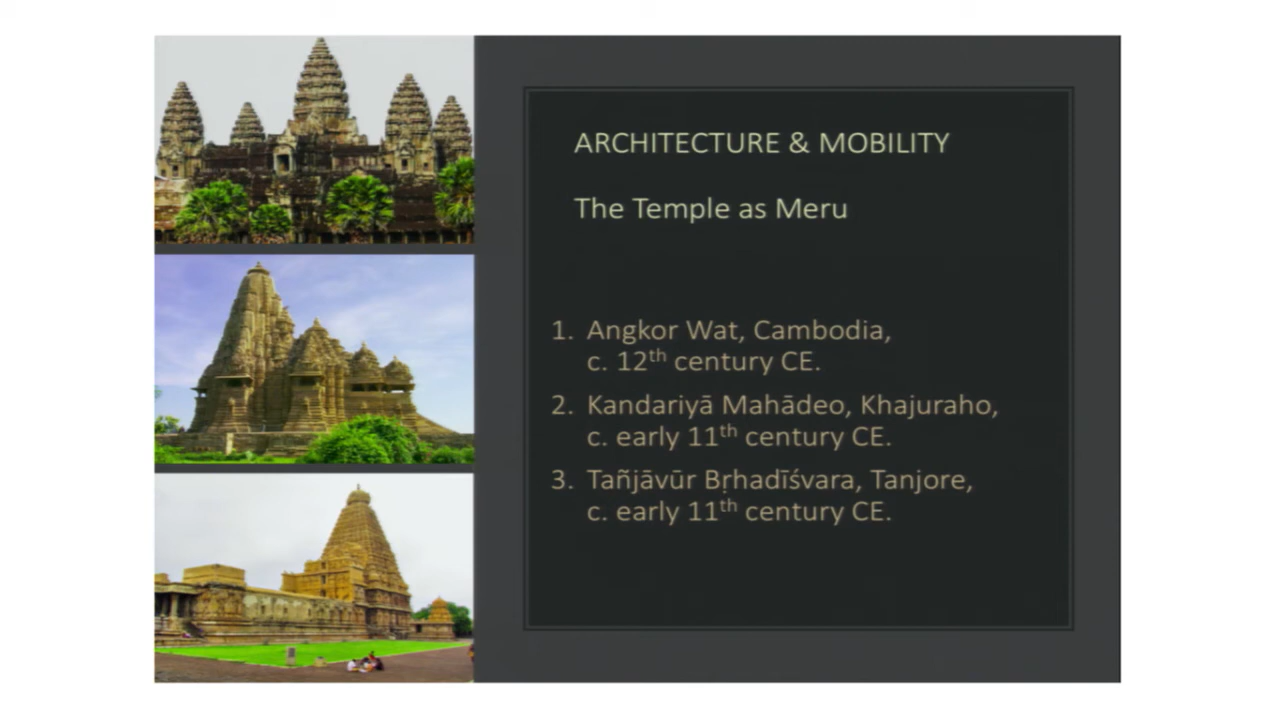 ARCHITECTURE & MOBILITY
The Temple as Meru
1. Angkor Wat, Cambodia,
c. 12th century CE.
2. Kandariyā Mahādeo, Khajuraho,
c. early 11th century CE.
3. Tañjāvūr Bṛhadīśvara, Tanjore,
c. early 11th century CE.